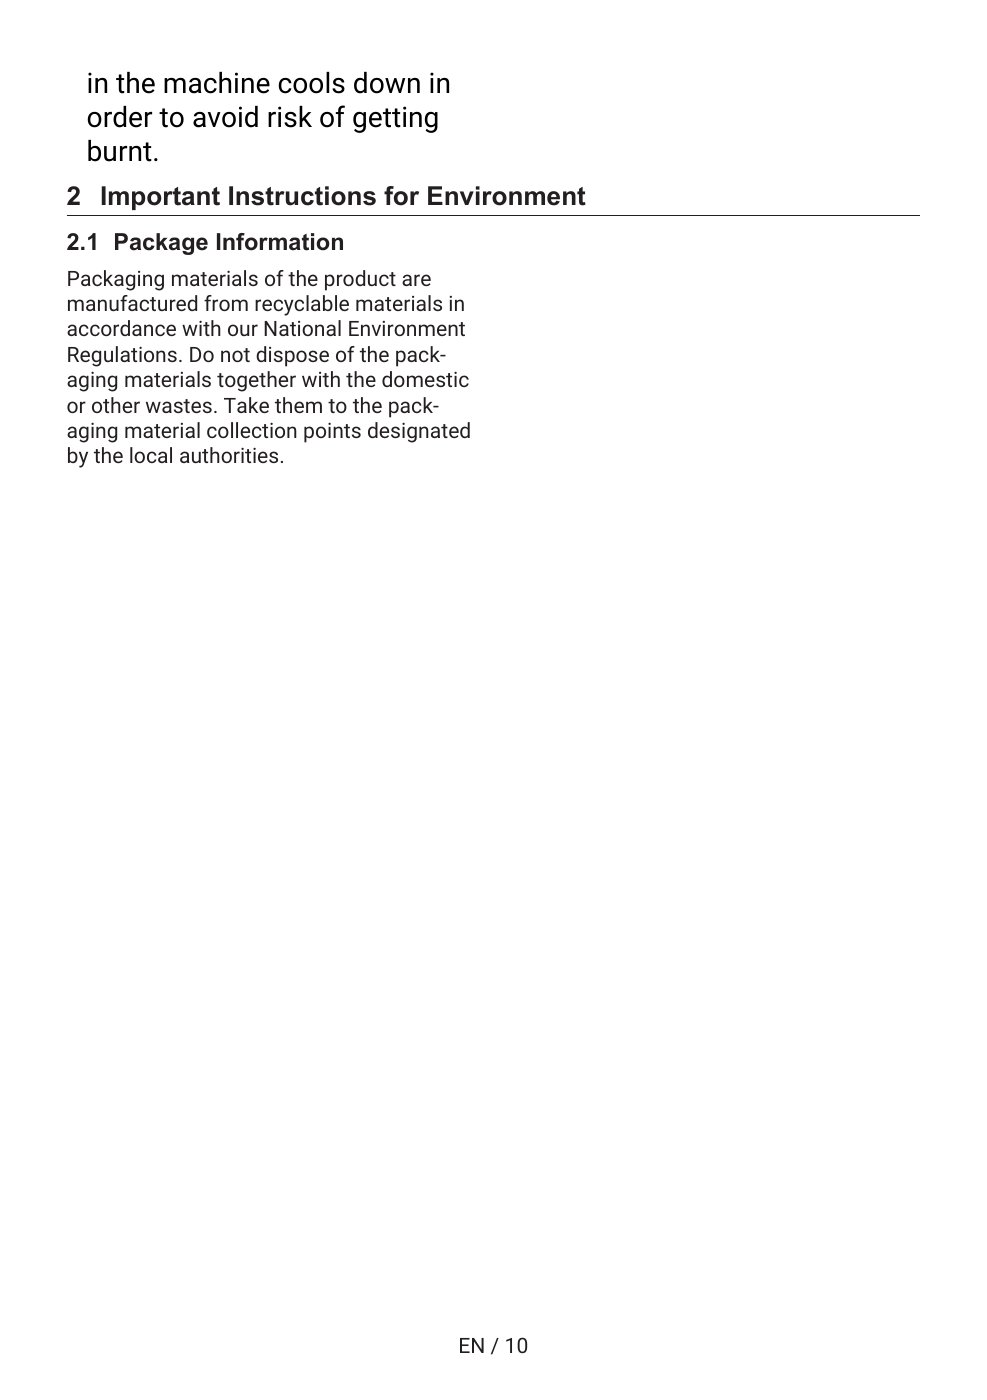 in the machine cools down in
order to avoid risk of getting
burnt.
2 Important Instructions for Environment
2.1 Package Information
Packaging materials of the product are
manufactured from recyclable materials in
accordance with our National Environment
Regulations. Do not dispose of the pack-
aging materials together with the domestic
or other wastes. Take them to the pack-
aging material collection points designated
by the local authorities.
EN / 10